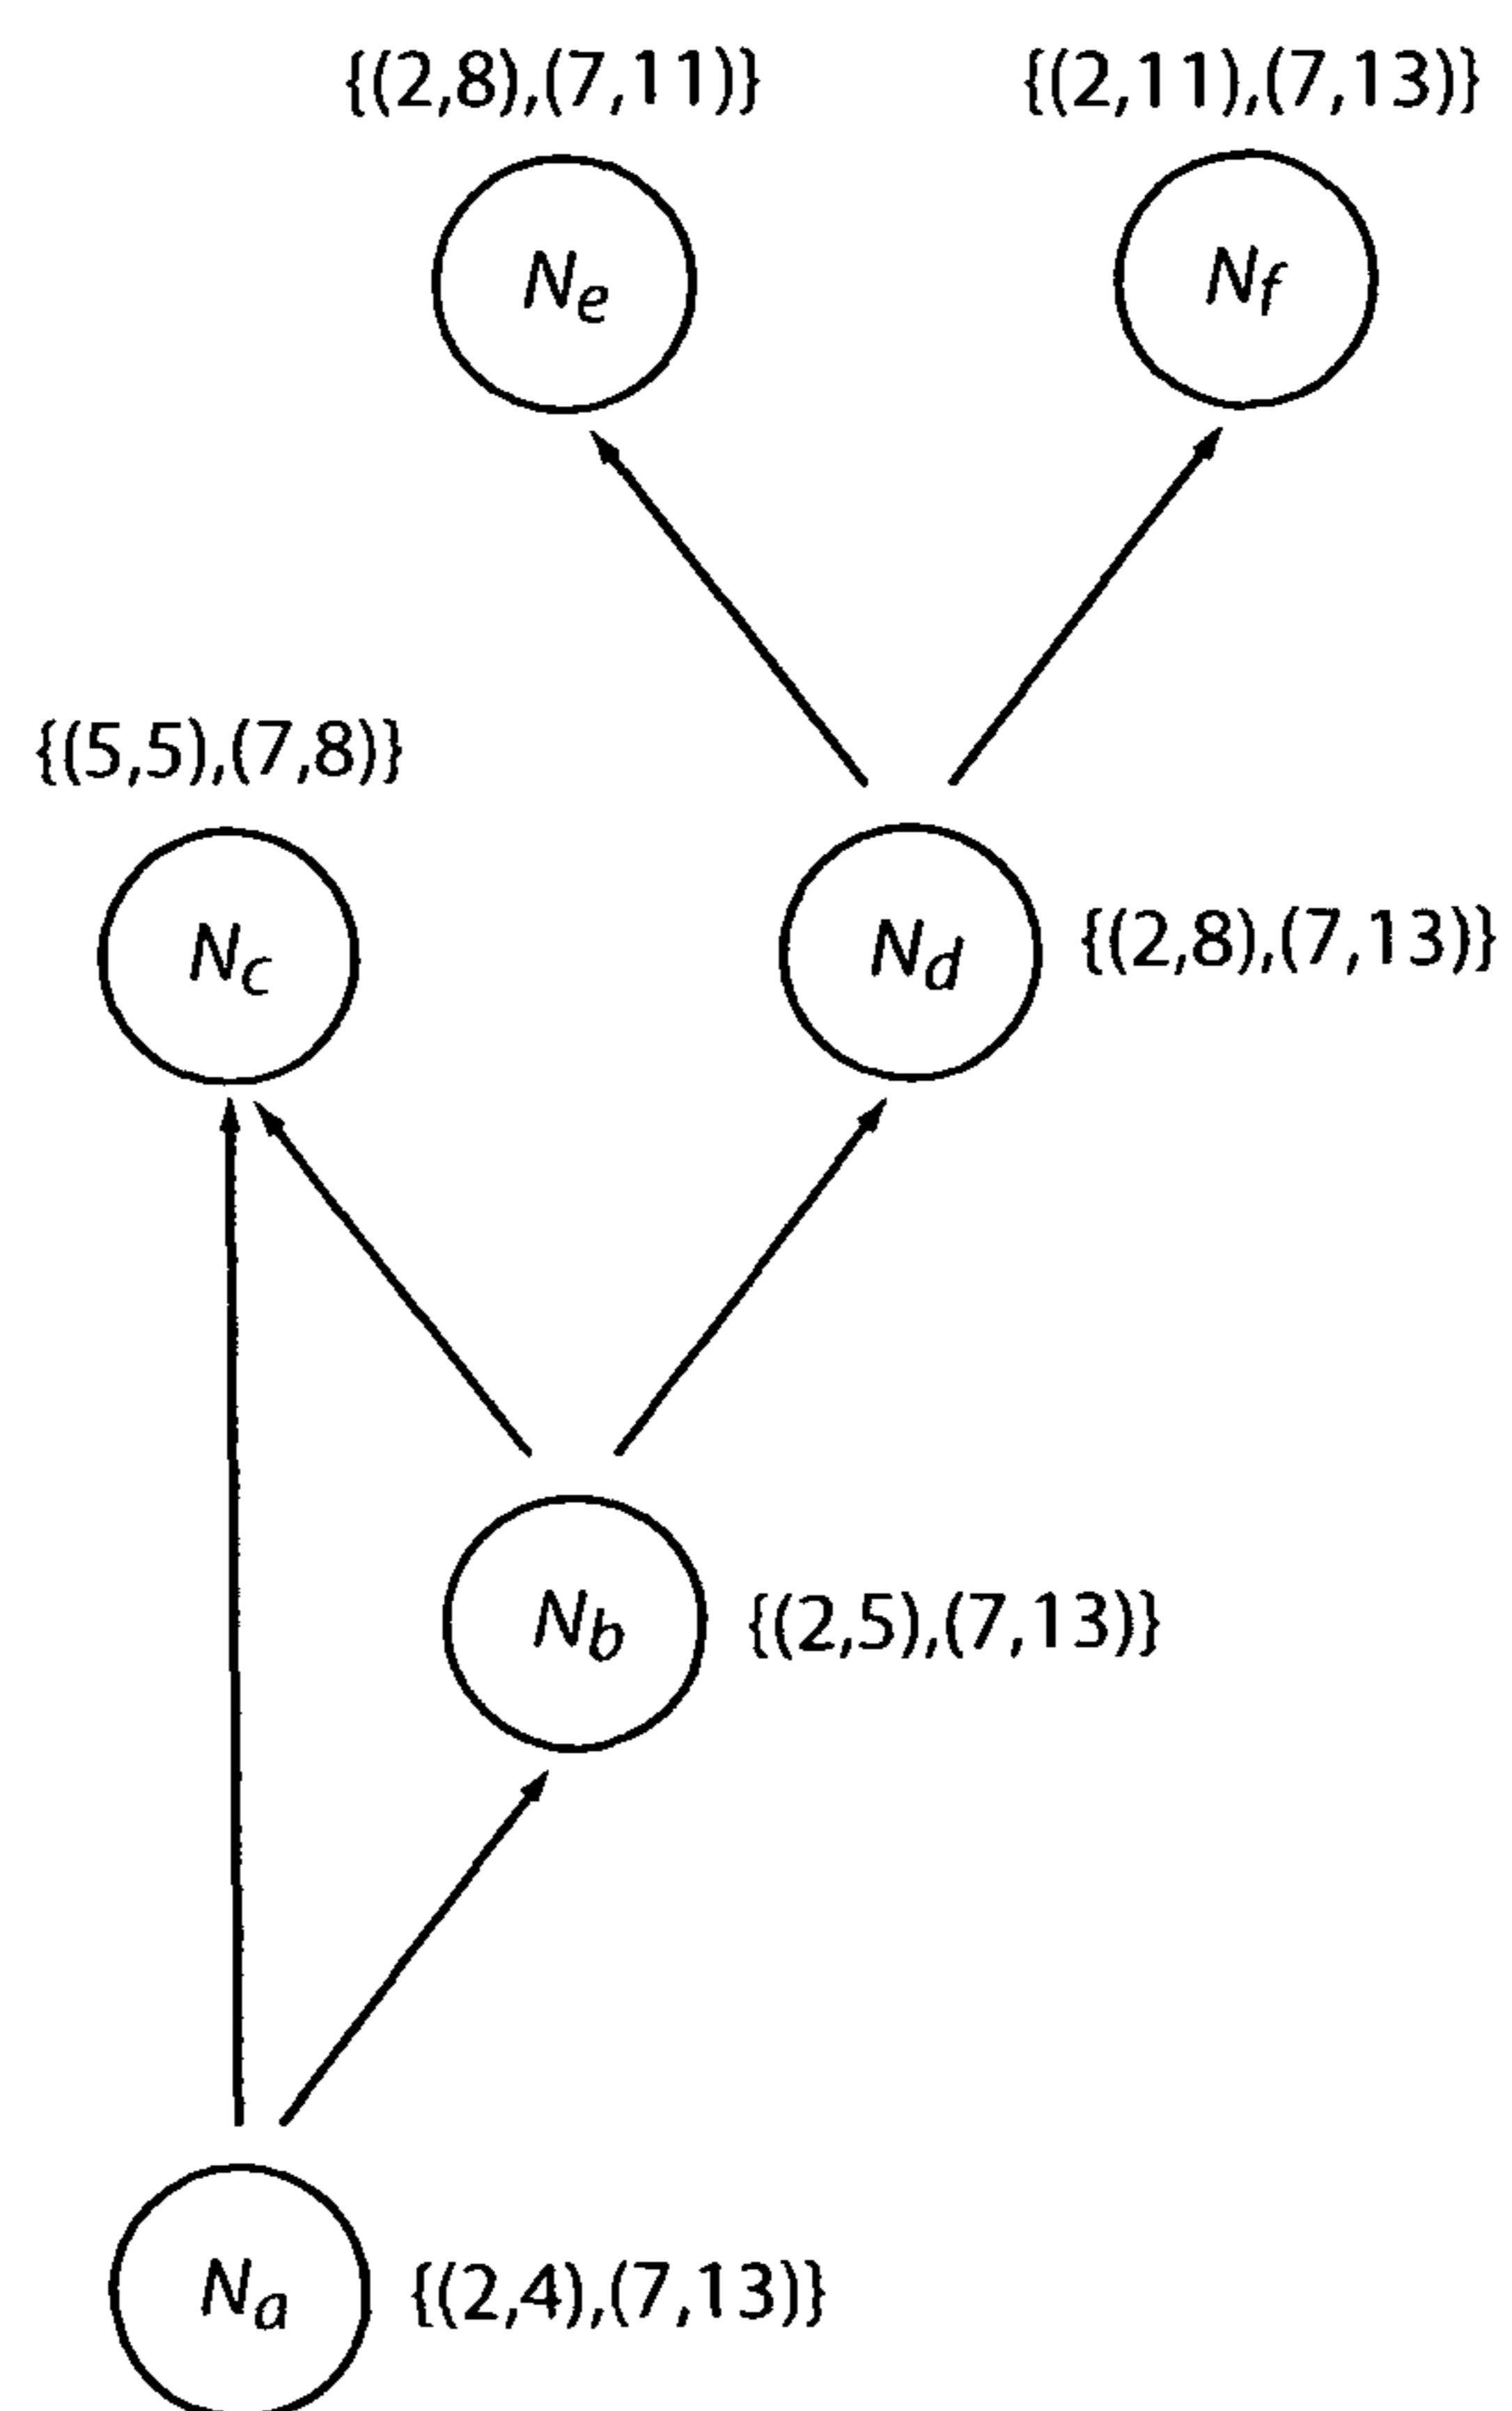 {(2,8),(7,11)} {(2,11),(7,13)}
Ne Nf
{(5,5),(7,8)}
Nc Nd {(2,8),(7,13)}
Nb {(2,5),(7,13)}
Na {(2,4),(7,13)}